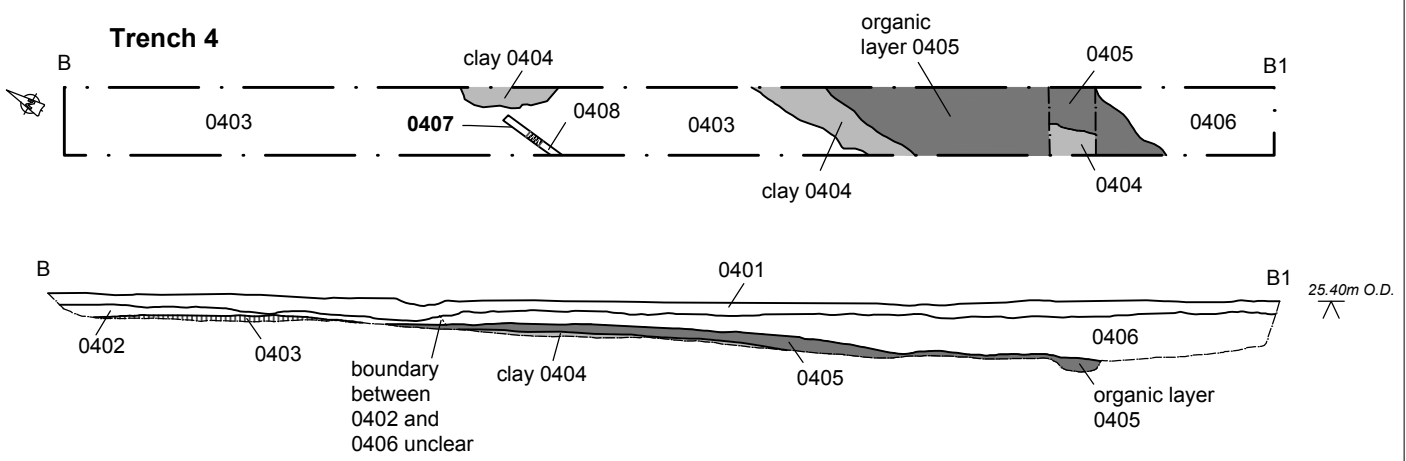 Trench 4
B
clay 0404
organic
layer 0405
0405
B1
0403
0407
0408
0403
0406
clay 0404
0404
B
0401
B1
25.40m O.D.
0402
0403
boundary
between
0402 and
0406 unclear
clay 0404
0405
0406
organic layer
0405